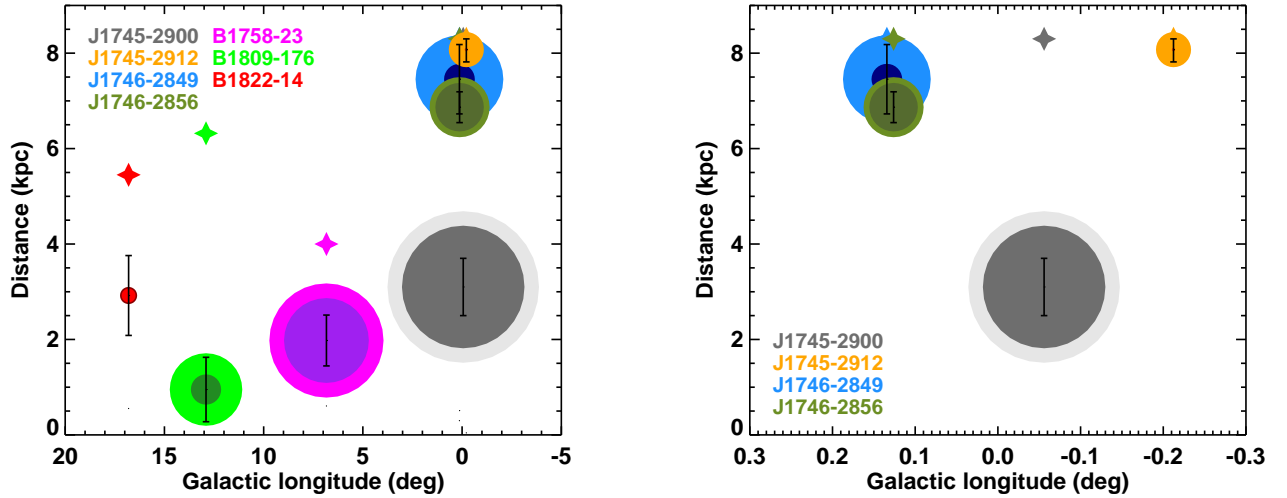 J1745-2900 B1758-23
J1745-2912 B1809-176
J1746-2849 B1822-14
J1746-2856
Distance (kpc)
8
6
4
2
0
20 15 10 5 0 -5
Galactic longitude (deg)
Distance (kpc)
8
6
4
2
0
J1745-2900
J1745-2912
J1746-2849
J1746-2856
0.3 0.2 0.1 0.0 -0.1 -0.2 -0.3
Galactic longitude (deg)